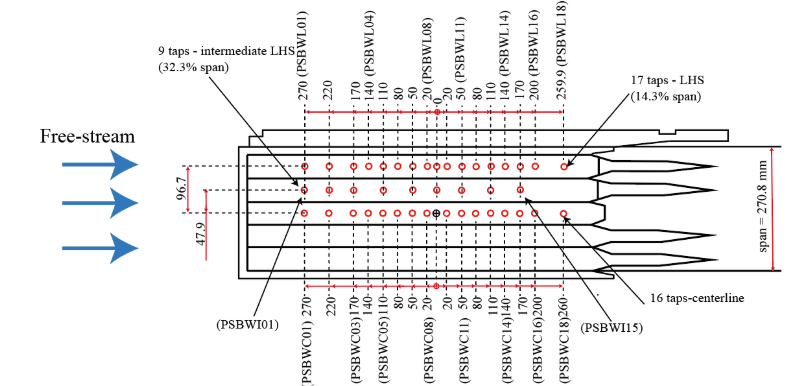 9 taps - intermediate LHS
(32.3% span)
270 (PSBWL01)
220
170
140 (PSBWL04)
110
80
50
20 (PSBWL08)
0
20
50 (PSBWL11)
80
110
140 (PSBWL14)
170
200 (PSBWL16)
259.9 (PSBWL18)
17 taps - LHS
(14.3% span)
Free-stream
96.7
47.9
span = 270.8 mm
16 taps-centerline
(PSBWI01)
(PSBWI15)
(PSBWC01) 270
220
(PSBWC03)170
140
(PSBWC05)110
80
50
(PSBWC08) 20
20
(PSBWC11) 50
80
110
(PSBWC14)140
170
(PSBWC16)200
(PSBWC18)260